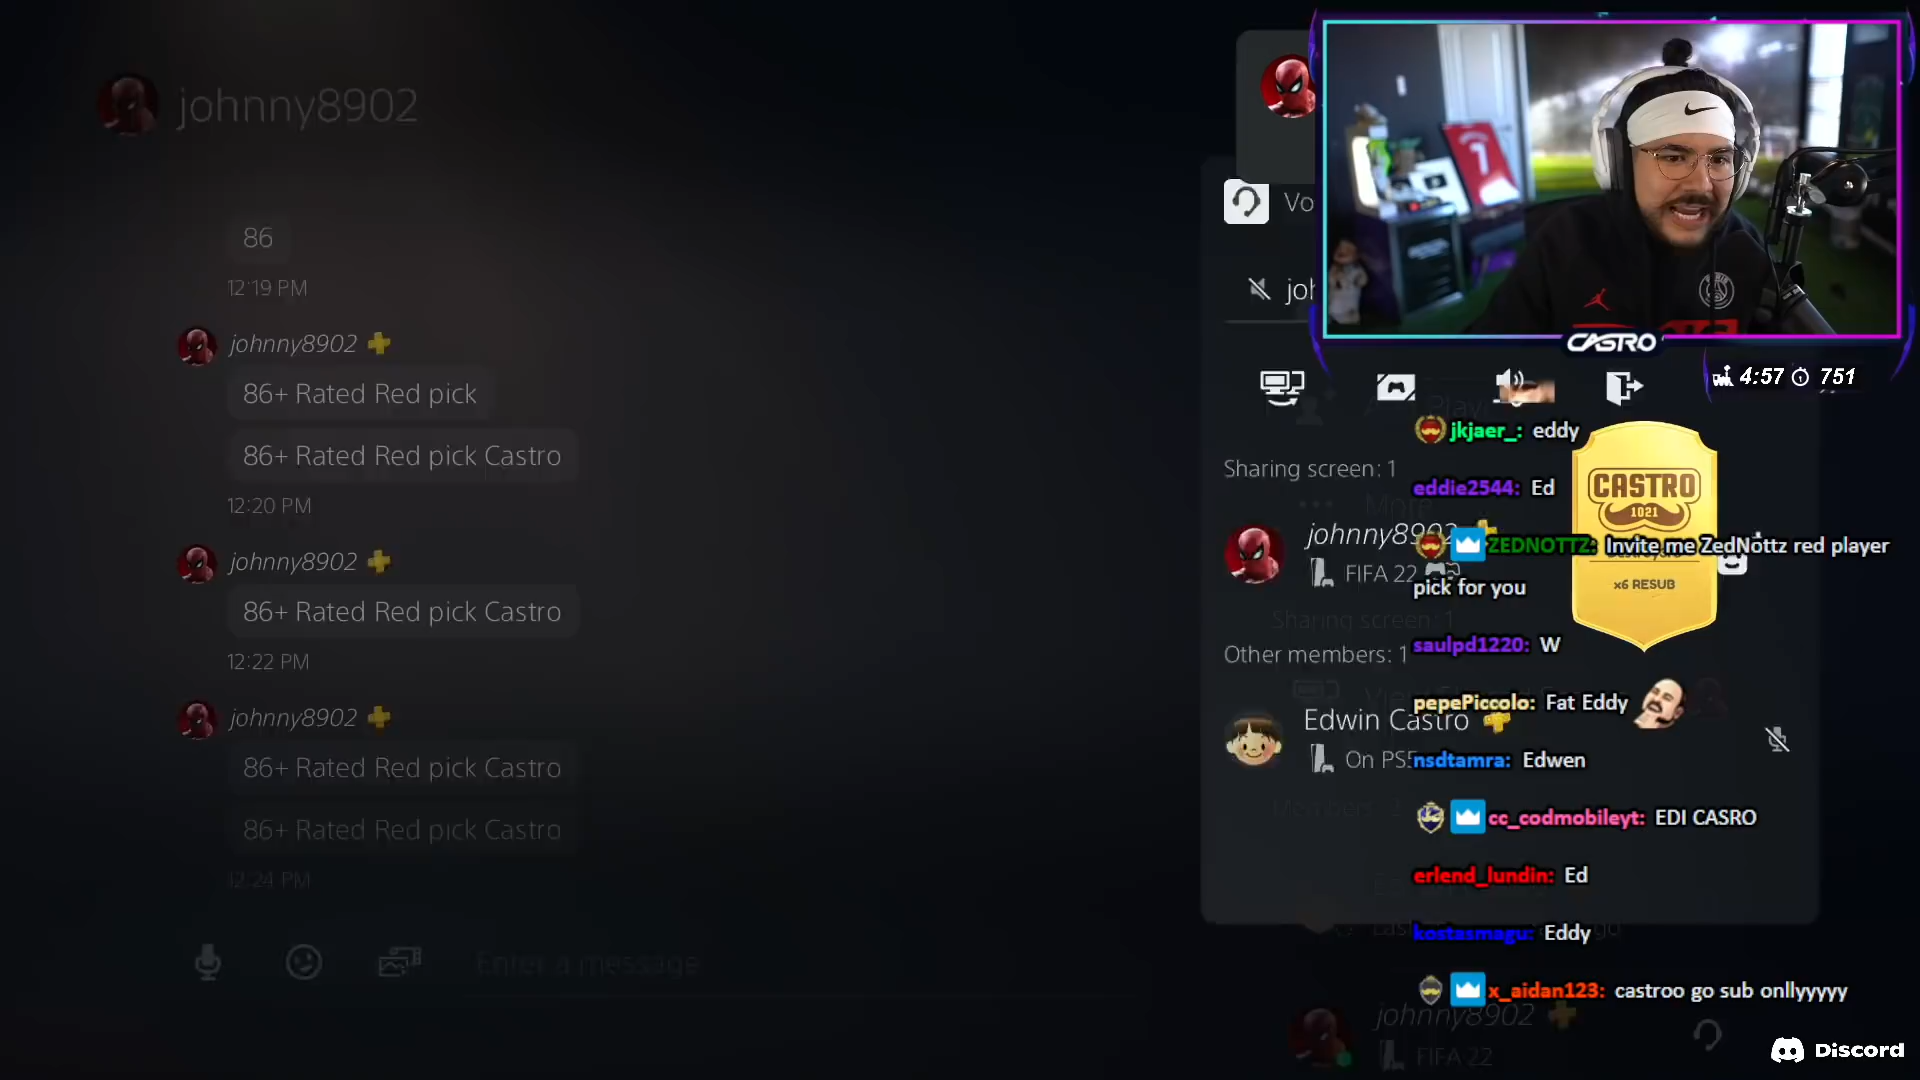 johnny8902
86
12:19 PM
johnny8902
86+ Rated Red pick
86+ Rated Red pick Castro
12:20 PM
johnny8902
86+ Rated Red pick Castro
12:22 PM
johnny8902
86+ Rated Red pick Castro
86+ Rated Red pick Castro
12:24 PM
Enter a message
Vo
joh
Sharing screen: 1
johnny8902
FIFA 22
Sharing screen: 1
Other members: 1
Edwin Castro
On PS5
johnny8902
FIFA 22
CASTRO
4:57 751
jkjaer_: eddy
eddie2544: Ed
ZEDNOTTZ: Invite me ZedNottz red player
pick for you
saulpd1220: W
pepePiccolo: Fat Eddy
nsdtamra: Edwen
cc_codmobileyt: EDI CASRO
erlend_lundin: Ed
kostasmagu: Eddy
x_aidan123: castroo go sub onllyyyyy
CASTRO
1021
x6 RESUB
Discord